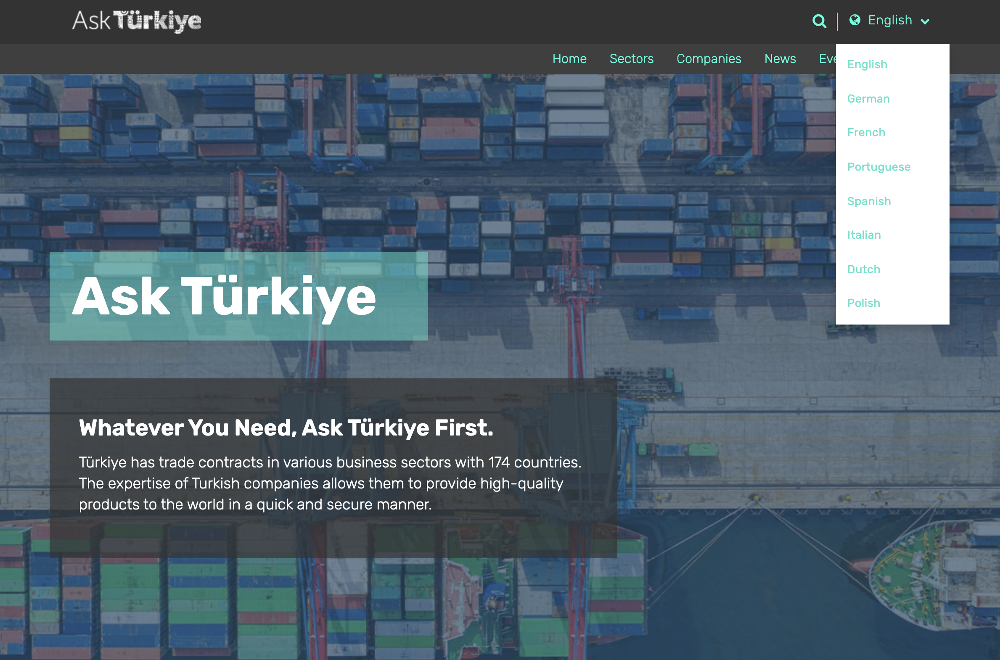 Ask Türkiye
English
Home Sectors Companies News
English
German
French
Portuguese
Spanish
Italian
Dutch
Polish
Ask Türkiye
Whatever You Need, Ask Türkiye First.
Türkiye has trade contracts in various business sectors with 174 countries.
The expertise of Turkish companies allows them to provide high-quality
products to the world in a quick and secure manner.